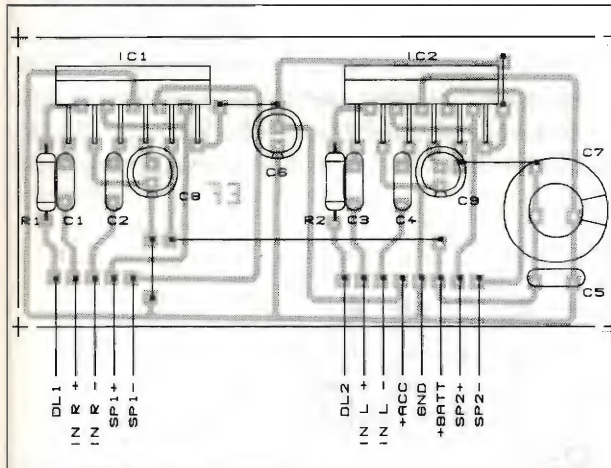 IC1
IC2
C7
C6
R1
C1
C2
C8
R2
C3
C4
C9
C5
EF
DL1
IN R +
IN R -
SP1+
SP1-
DL2
IN L +
IN L -
+ACC
GND
+BATT
SP2+
SP2-